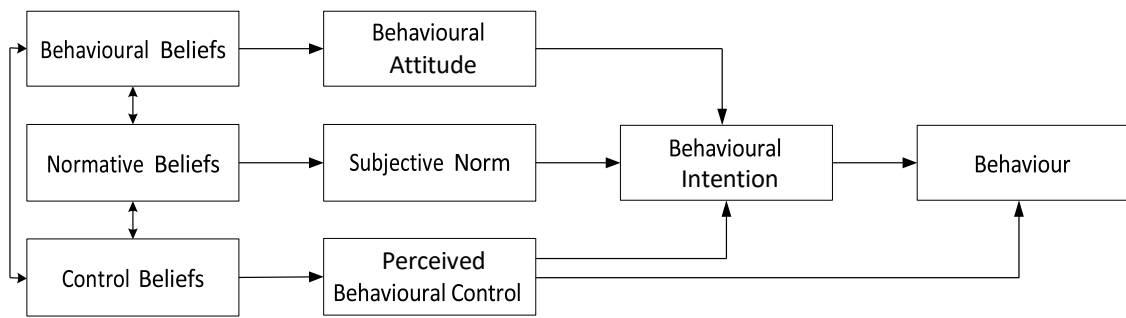 Behavioural Beliefs
Behavioural
Attitude
Normative Beliefs
Subjective Norm
Behavioural
Intention
Behaviour
Control Beliefs
Perceived
Behavioural Control